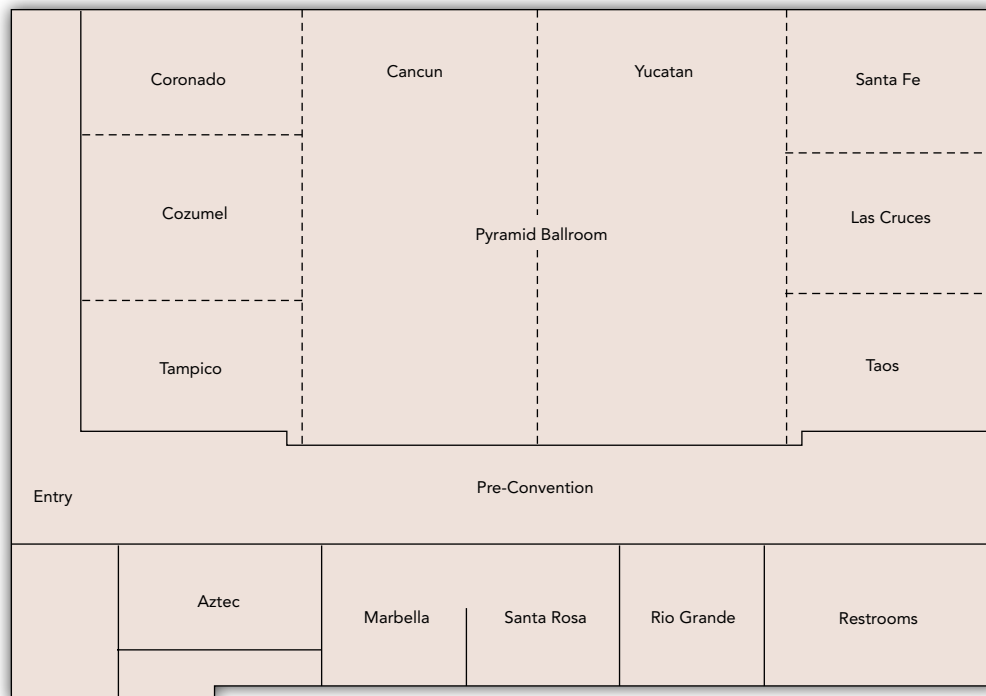 Coronado
Cancun
Yucatan
Santa Fe
Cozumel
Las Cruces
Pyramid Ballroom
Tampico
Taos
Entry
Pre-Convention
Aztec
Marbella
Santa Rosa
Rio Grande
Restrooms